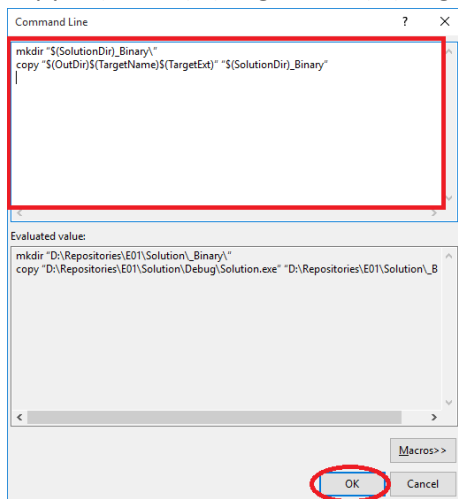 Command Line ? ×
mkdir "$(SolutionDir)_Binary\"
copy "$(OutDir)$(TargetName)$(TargetExt)" "$(SolutionDir)_Binary"
Evaluated value:
mkdir "D:\Repositories\E01\Solution\_Binary\"
copy "D:\Repositories\E01\Solution\Debug\Solution.exe" "D:\Repositories\E01\Solution\_B
Macros>>
OK Cancel